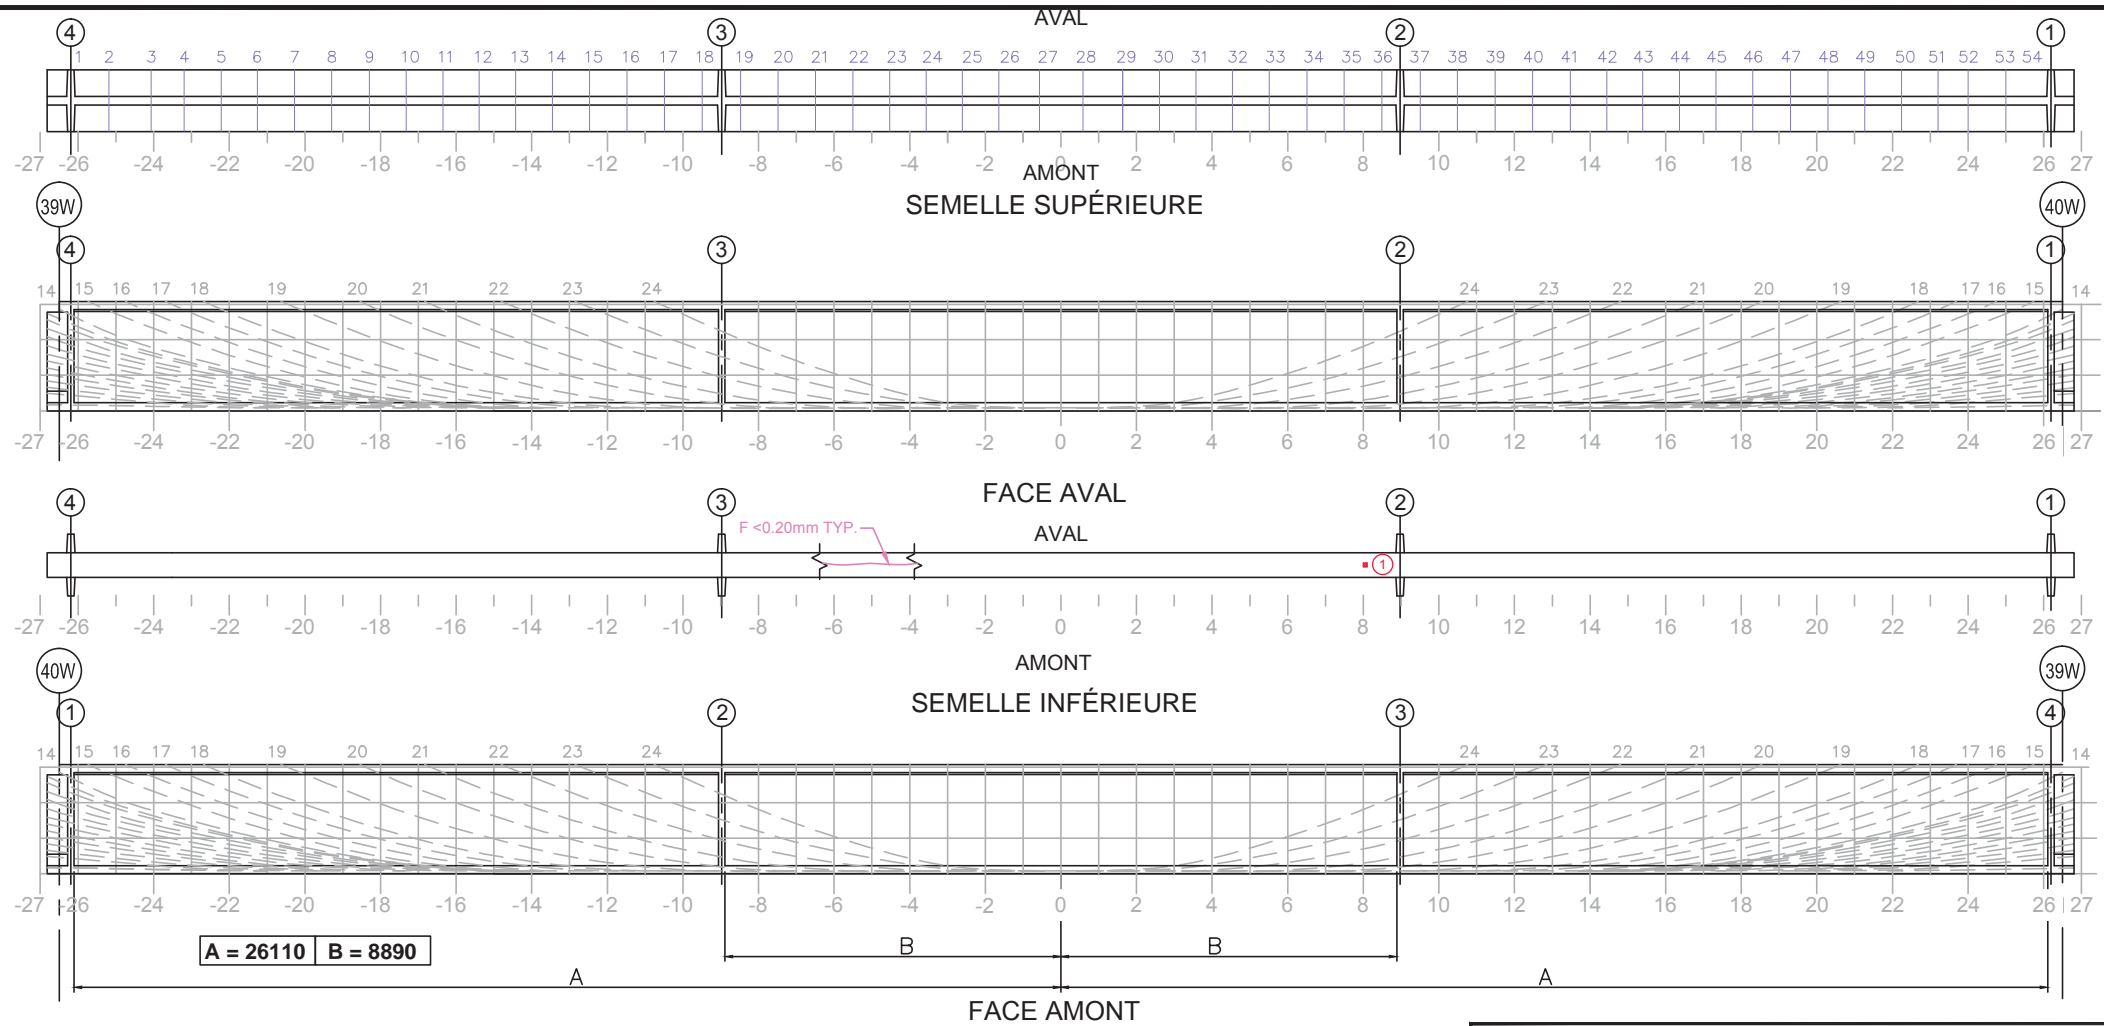 AVAL
4 3 2 1
1 2 3 4 5 6 7 8 9 10 11 12 13 14 15 16 17 18 19 20 21 22 23 24 25 26 27 28 29 30 31 32 33 34 35 36 37 38 39 40 41 42 43 44 45 46 47 48 49 50 51 52 53 54
-27 -26 -24 -22 -20 -18 -16 -14 -12 -10 -8 -6 -4 -2 0 2 4 6 8 10 12 14 16 18 20 22 24 26 27
AMONT
SEMELLE SUPÉRIEURE
39W 40W
4 3 2 1
14 15 16 17 18 19 20 21 22 23 24 24 23 22 21 20 19 18 17 16 15 14
-27 -26 -24 -22 -20 -18 -16 -14 -12 -10 -8 -6 -4 -2 0 2 4 6 8 10 12 14 16 18 20 22 24 26 27
FACE AVAL
4 3 2 1
F <0.20mm TYP.
AVAL
1
-27 -26 -24 -22 -20 -18 -16 -14 -12 -10 -8 -6 -4 -2 0 2 4 6 8 10 12 14 16 18 20 22 24 26 27
AMONT
SEMELLE INFÉRIEURE
40W 39W
1 2 3 4
14 15 16 17 18 19 20 21 22 23 24 24 23 22 21 20 19 18 17 16 15 14
-27 -26 -24 -22 -20 -18 -16 -14 -12 -10 -8 -6 -4 -2 0 2 4 6 8 10 12 14 16 18 20 22 24 26 27
A = 26110 B = 8890
B B
A A
FACE AMONT